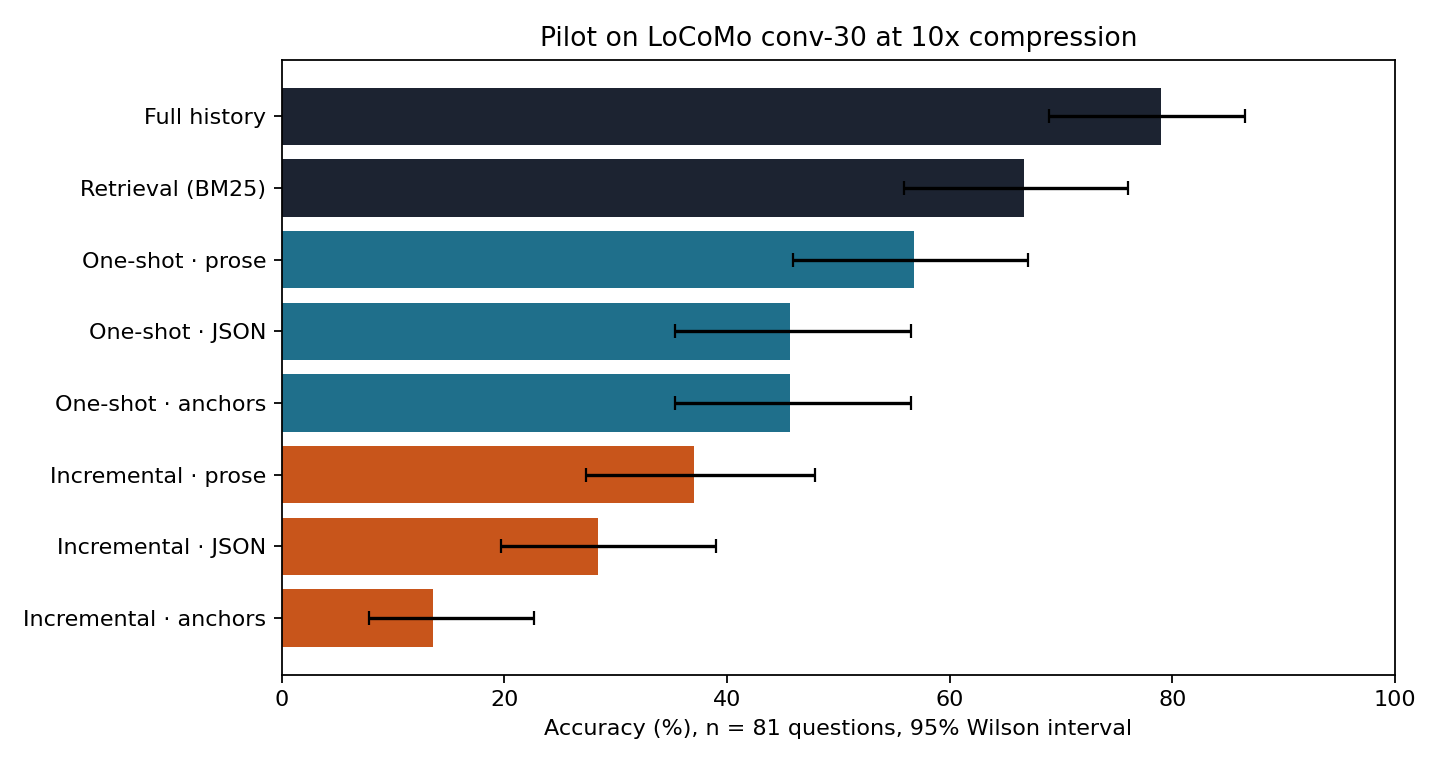 Pilot on LoCoMo conv-30 at 10x compression
Full history
Retrieval (BM25)
One-shot · prose
One-shot · JSON
One-shot · anchors
Incremental · prose
Incremental · JSON
Incremental · anchors
0 20 40 60 80 100
Accuracy (%), n = 81 questions, 95% Wilson interval